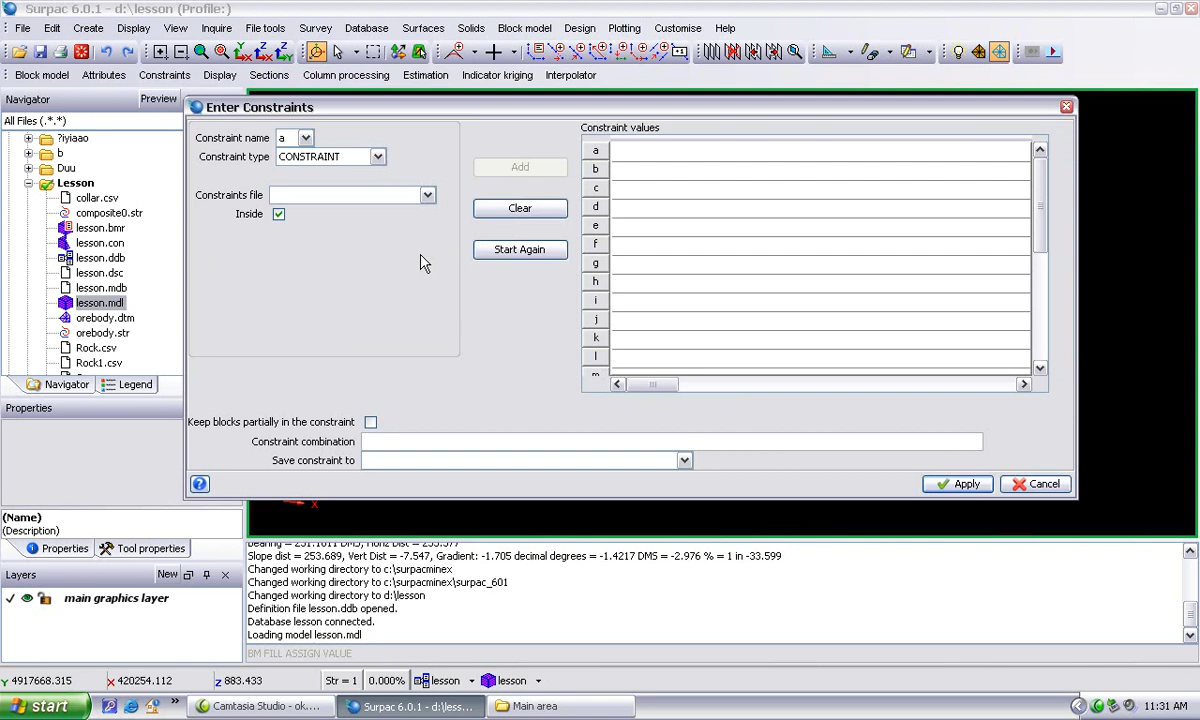 Surpac 6.0.1 - d:\lesson (Profile:)
File Edit Create Display View Inquire File tools Survey Database Surfaces Solids Block model Design Plotting Customise Help
Block model Attributes Constraints Display Sections Column processing Estimation Indicator kriging Interpolator
Navigator Preview
All Files (.*.*)
?iyiaao
b
Duu
Lesson
collar.csv
composite0.str
lesson.bmr
lesson.con
lesson.ddb
lesson.dsc
lesson.mdb
lesson.mdl
orebody.dtm
orebody.str
Rock.csv
Rock1.csv
Navigator Legend
Properties
(Name)
(Description)
Properties Tool properties
Layers New
main graphics layer
Enter Constraints
Constraint name a
Constraint type CONSTRAINT
Constraints file
Inside
Add
Clear
Start Again
Constraint values
a
b
c
d
e
f
g
h
i
j
k
l
m
Keep blocks partially in the constraint
Constraint combination
Save constraint to
Apply Cancel
X
Slope dist = 253.689, Vert Dist = -7.547, Gradient: -1.705 decimal degrees = -1.4217 DMS = -2.976 % = 1 in -33.599
Changed working directory to c:\surpacminex
Changed working directory to c:\surpacminex\surpac_601
Changed working directory to d:\lesson
Definition file lesson.ddb opened.
Database lesson connected.
Loading model lesson.mdl
BM FILL ASSIGN VALUE
Y 4917668.315 X 420254.112 Z 883.433 Str = 1 0.000% lesson lesson
start Camtasia Studio - ok.... Surpac 6.0.1 - d:\less... Main area 11:31 AM